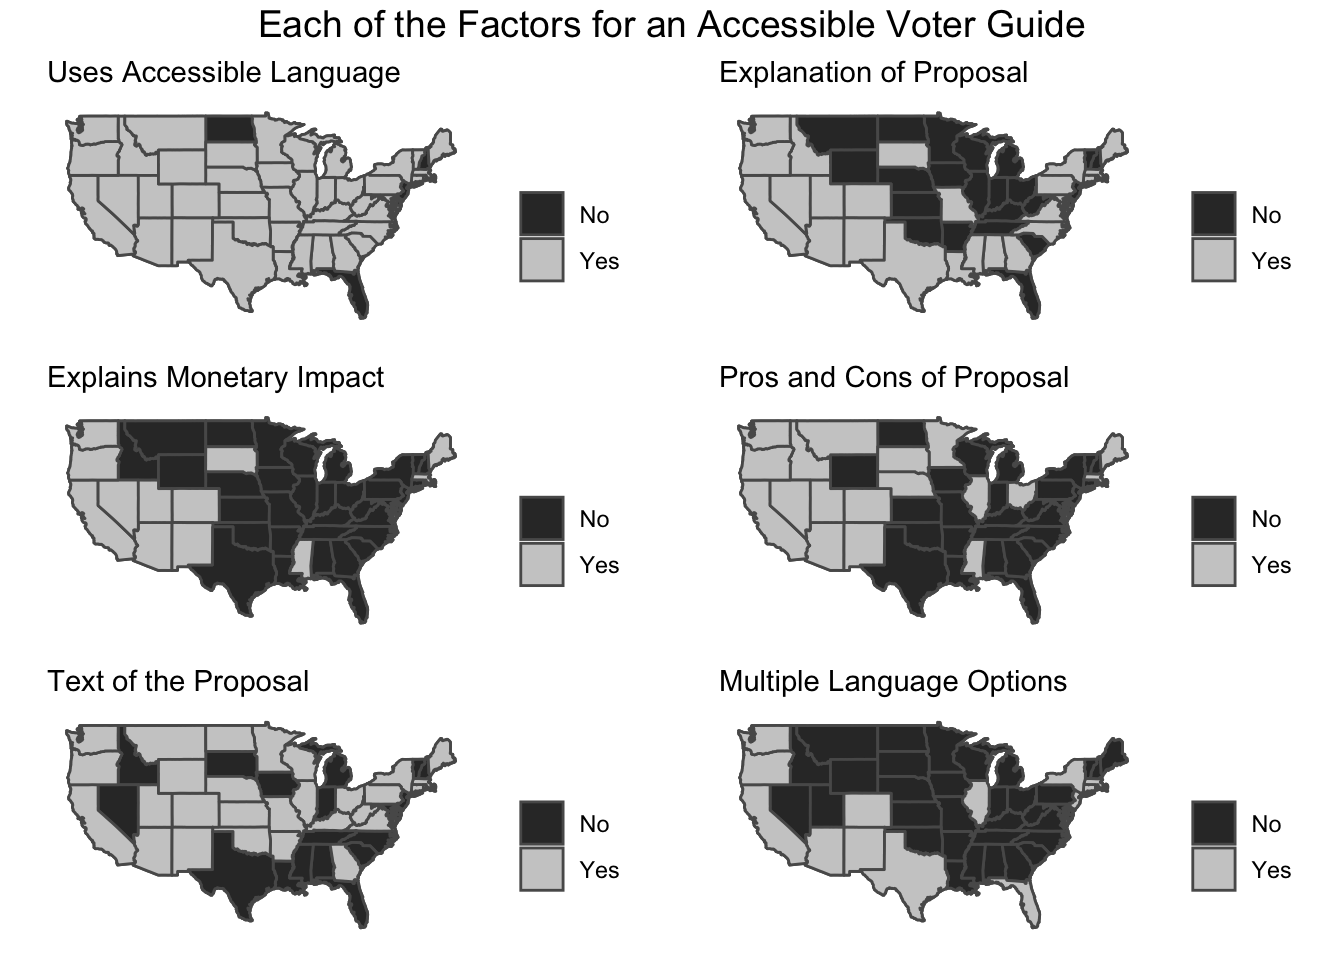 Each of the Factors for an Accessible Voter Guide
Uses Accessible Language
No
Yes
Explanation of Proposal
No
Yes
Explains Monetary Impact
No
Yes
Pros and Cons of Proposal
No
Yes
Text of the Proposal
No
Yes
Multiple Language Options
No
Yes